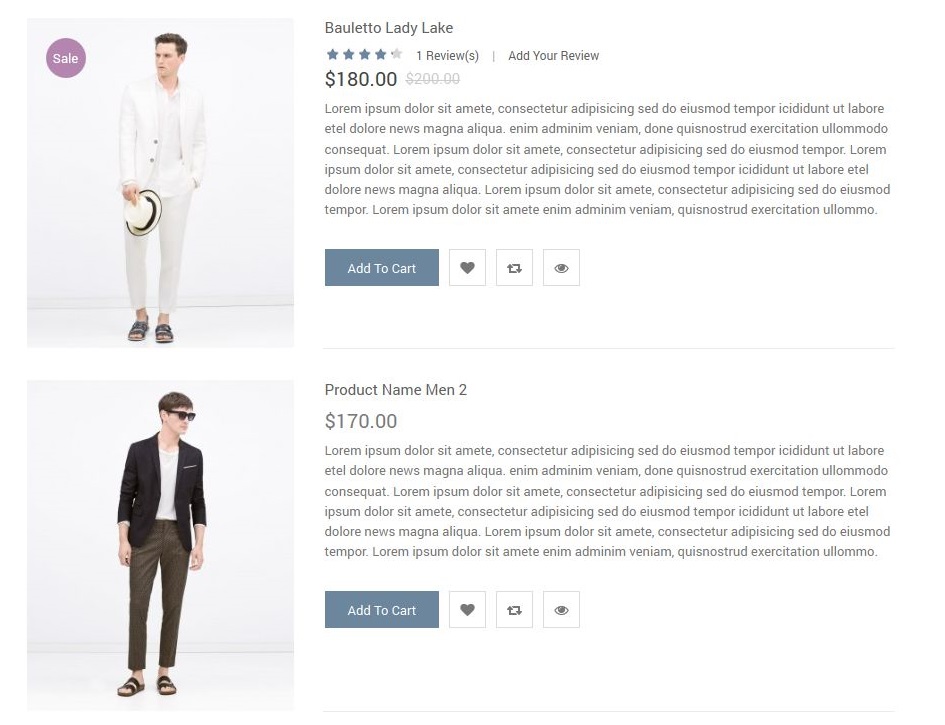 Sale
Bauletto Lady Lake
1 Review(s) | Add Your Review
$180.00 $200.00
Lorem ipsum dolor sit amete, consectetur adipisicing sed do eiusmod tempor icididunt ut labore
etel dolore news magna aliqua. enim adminim veniam, done quisnostrud exercitation ullommodo
consequat. Lorem ipsum dolor sit amete, consectetur adipisicing sed do eiusmod tempor. Lorem
ipsum dolor sit amete, consectetur adipisicing sed do eiusmod tempor icididunt ut labore etel
dolore news magna aliqua. Lorem ipsum dolor sit amete, consectetur adipisicing sed do eiusmod
tempor. Lorem ipsum dolor sit amete enim adminim veniam, quisnostrud exercitation ullammo.
Add To Cart
Product Name Men 2
$170.00
Lorem ipsum dolor sit amete, consectetur adipisicing sed do eiusmod tempor icididunt ut labore
etel dolore news magna aliqua. enim adminim veniam, done quisnostrud exercitation ullommodo
consequat. Lorem ipsum dolor sit amete, consectetur adipisicing sed do eiusmod tempor. Lorem
ipsum dolor sit amete, consectetur adipisicing sed do eiusmod tempor icididunt ut labore etel
dolore news magna aliqua. Lorem ipsum dolor sit amete, consectetur adipisicing sed do eiusmod
tempor. Lorem ipsum dolor sit amete enim adminim veniam, quisnostrud exercitation ullammo.
Add To Cart